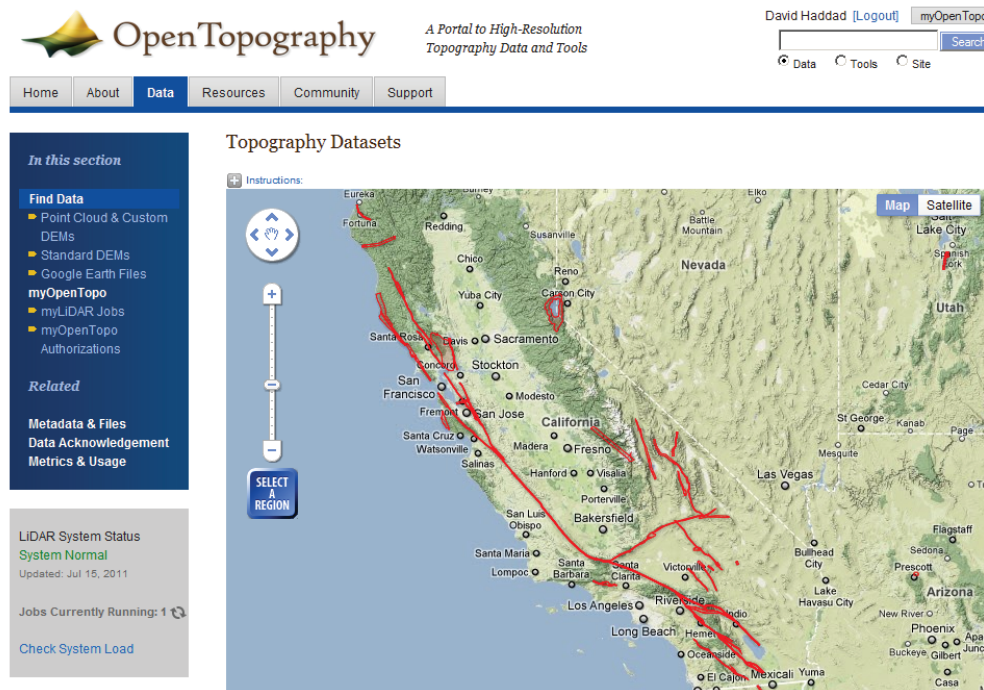 OpenTopography
A Portal to High-Resolution
Topography Data and Tools
David Haddad [Logout]
Search
Data Tools Site
Home About Data Resources Community Support
In this section
Find Data
Point Cloud & Custom
DEMs
Standard DEMs
Google Earth Files
myOpenTopo
myLiDAR Jobs
myOpenTopo
Authorizations
Related
Metadata & Files
Data Acknowledgement
Metrics & Usage
LiDAR System Status
System Normal
Updated: Jul 15, 2011
Jobs Currently Running: 1
Check System Load
Topography Datasets
Instructions:
Map Satellite
SELECT
A
REGION
Eureka
Elko
Fortuna
Redding
Battle
Mountain
Salt
Lake City
Susanville
Spanish
Fork
Chico
Reno
Nevada
Yuba City
Carson City
Utah
Santa Rosa
Davis
Sacramento
Concord
Stockton
San
Francisco
Modesto
Cedar City
Fremont
San Jose
California
St George
Kanab
Page
Santa Cruz
Madera
Fresno
Mesquite
Watsonville
Salinas
Hanford
Visalia
Las Vegas
Porterville
San Luis
Obispo
Bakersfield
Flagstaff
Santa Maria
Bullhead
City
Sedona
Lompoc
Santa
Barbara
Santa
Clarita
Victorville
Prescott
Lake
Havasu City
Arizona
Los Angeles
Riverside
Indio
New River
Long Beach
Hemet
Phoenix
Oceanside
Buckeye
Gilbert
El Cajon
Mexicali
Yuma
Casa